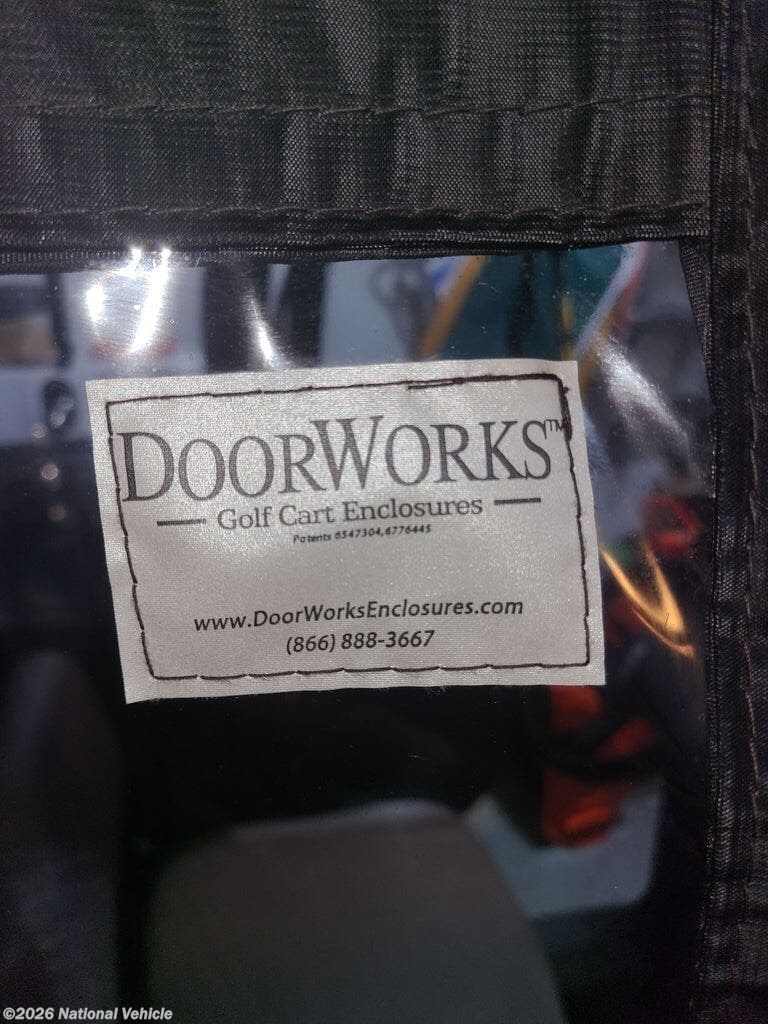 DOORWORKS™
Golf Cart Enclosures
Patents 6547304,6776445
www.DoorWorksEnclosures.com
(866) 888-3667
©2026 National Vehicle